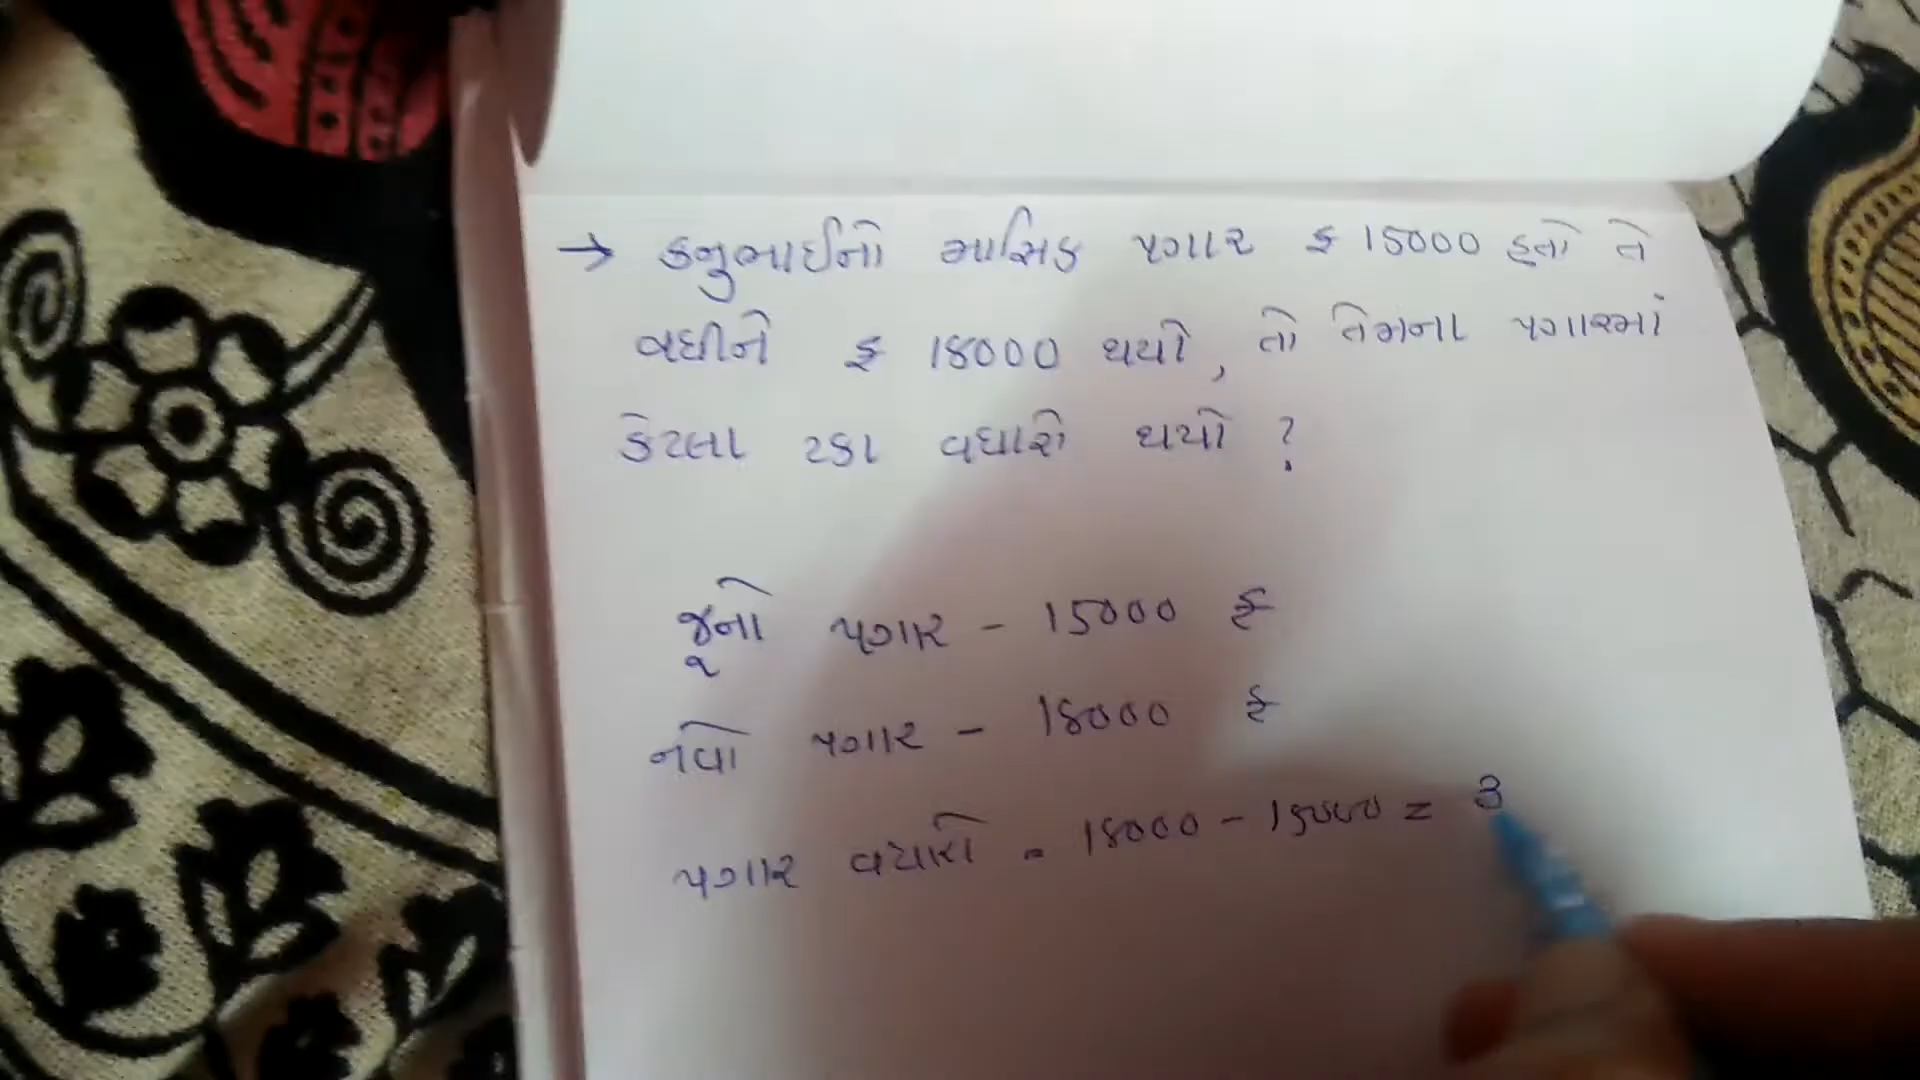 → કનુભાઈનો માસિક પગાર રૂ 15000 હતો તે
વધીને રૂ 18000 થયો, તો તેમના પગારમાં
કેટલા ટકા વધારો થયો ?
જૂનો પગાર - 15000 રૂ
નવો પગાર - 18000 રૂ
પગાર વધારો = 18000 - 15000 = 3